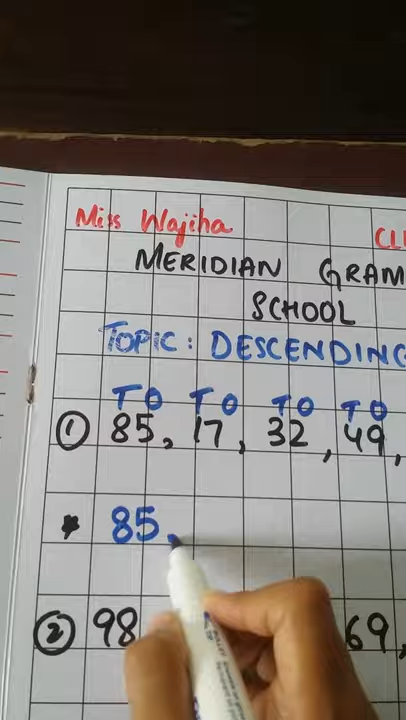 Miss Wajiha
MERIDIAN GRAM
SCHOOL
TOPIC: DESCENDING
TO TO TO TO
① 85, 17, 32, 49,
* 85,
② 98 69,